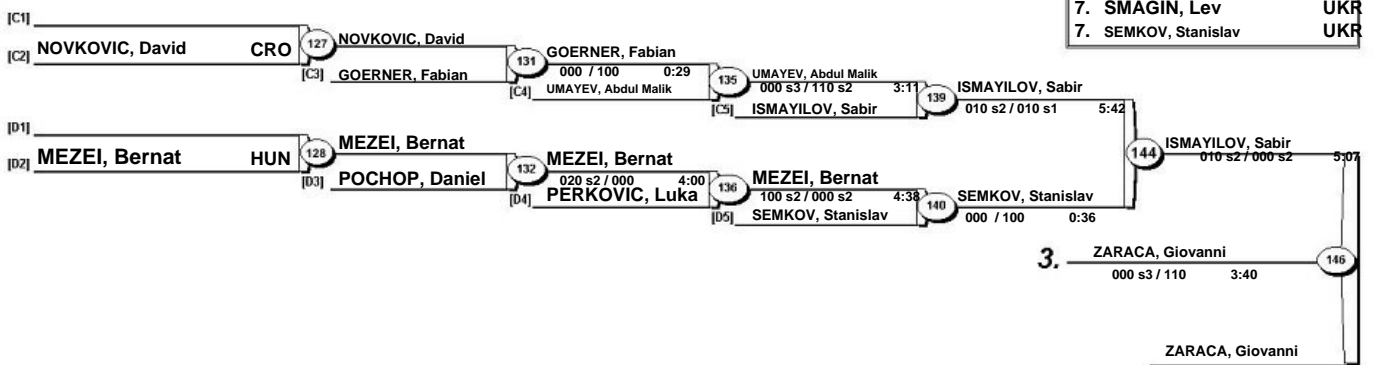 7. SMAGIN, Lev UKR
7. SEMKOV, Stanislav UKR
[C1]
[C2] NOVKOVIC, David CRO
127
NOVKOVIC, David
[C3] GOERNER, Fabian
131
GOERNER, Fabian
000 / 100 0:29
[C4] UMAYEV, Abdul Malik
135
UMAYEV, Abdul Malik
000 s3 / 110 s2 3:11
[C5] ISMAYILOV, Sabir
139
ISMAYILOV, Sabir
010 s2 / 010 s1 5:42
[D1]
[D2] MEZEI, Bernat HUN
128
MEZEI, Bernat
[D3] POCHOP, Daniel
132
MEZEI, Bernat
020 s2 / 000 4:00
[D4] PERKOVIC, Luka
136
MEZEI, Bernat
100 s2 / 000 s2 4:38
[D5] SEMKOV, Stanislav
140
SEMKOV, Stanislav
000 / 100 0:36
144
ISMAYILOV, Sabir
010 s2 / 000 s2 5:07
3. ZARACA, Giovanni
000 s3 / 110 3:40
146
ZARACA, Giovanni